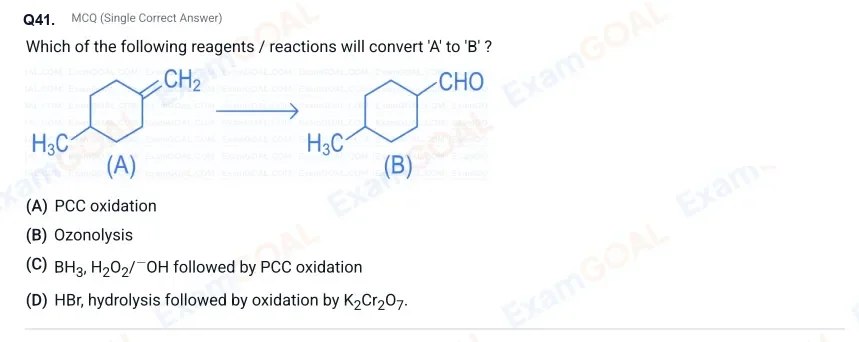 Q41. MCQ (Single Correct Answer)
Which of the following reagents / reactions will convert 'A' to 'B' ?
CH₂ CHO
H₃C H₃C
(A) (B)
(A) PCC oxidation
(B) Ozonolysis
(C) BH₃, H₂O₂/⁻OH followed by PCC oxidation
(D) HBr, hydrolysis followed by oxidation by K₂Cr₂O₇.
ExamGOAL